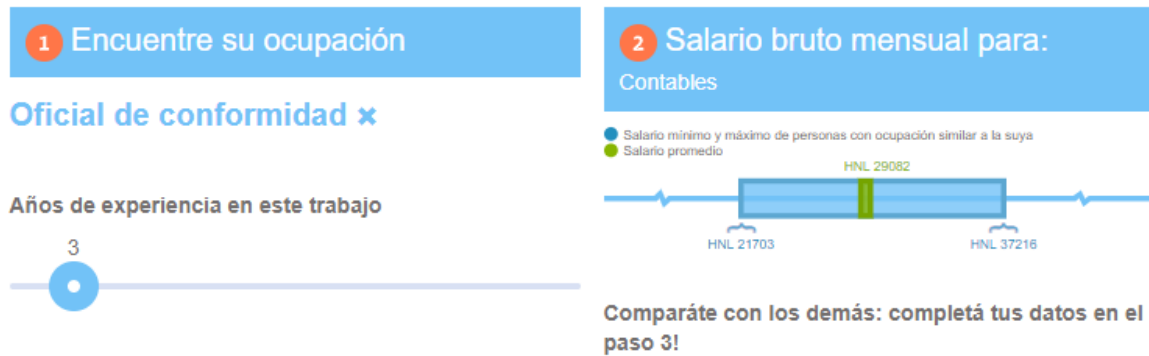 1 Encuentre su ocupación
Oficial de conformidad ×
Años de experiencia en este trabajo
3
2 Salario bruto mensual para:
Contables
Salario mínimo y máximo de personas con ocupación similar a la suya
Salario promedio
HNL 29082
HNL 21703
HNL 37216
Comparáte con los demás: completá tus datos en el
paso 3!